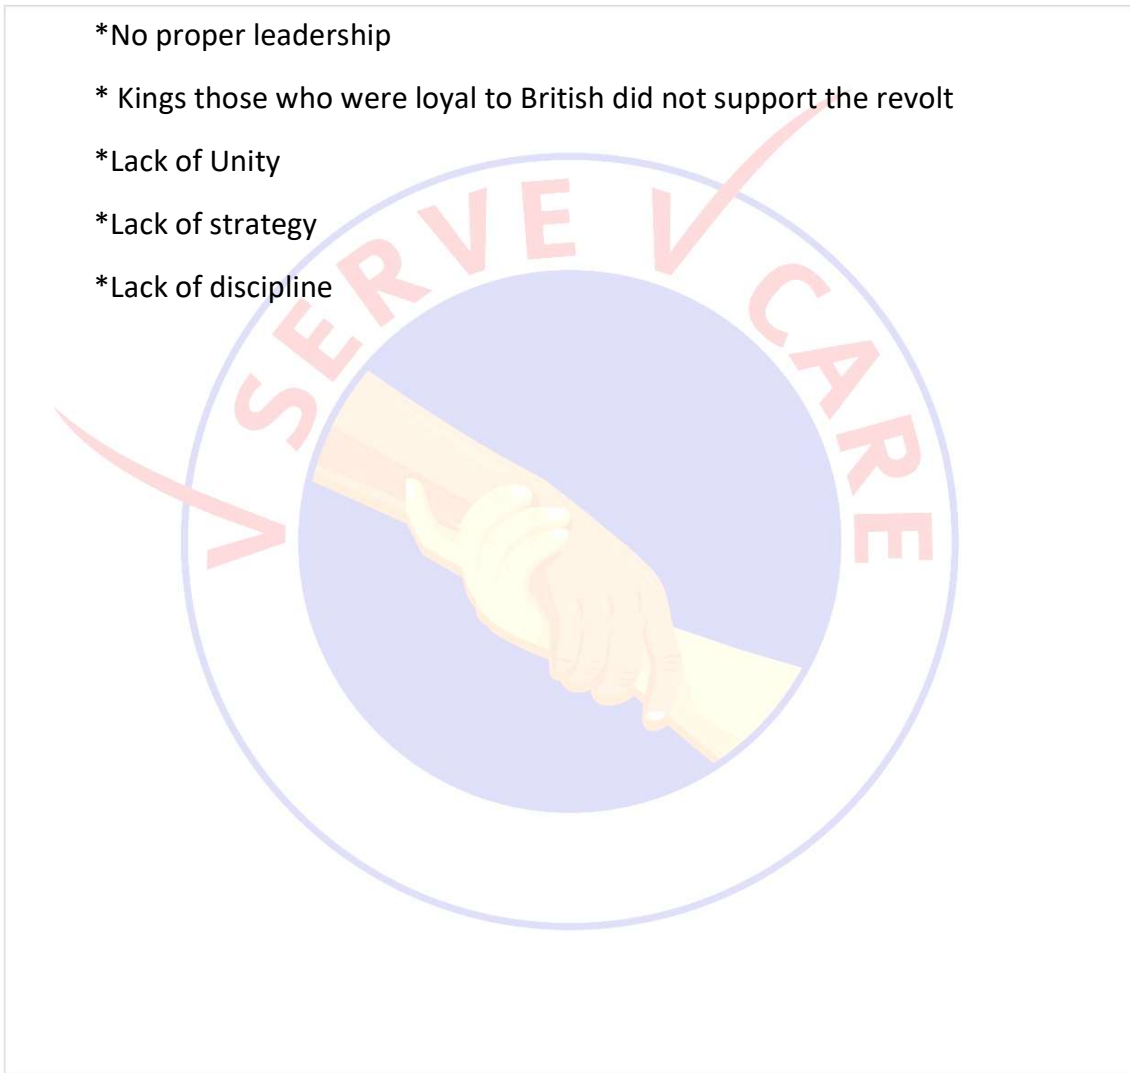 *No proper leadership
* Kings those who were loyal to British did not support the revolt
*Lack of Unity
*Lack of strategy
*Lack of discipline
V SERVE V CARE